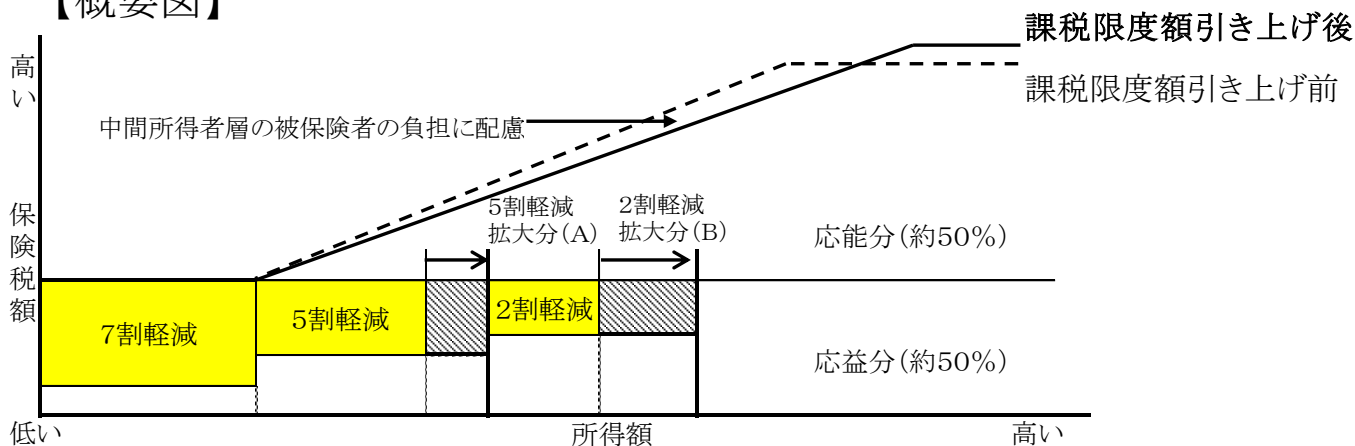 【概要図】
課税限度額引き上げ後
課税限度額引き上げ前
高い
中間所得者層の被保険者の負担に配慮
保険税額
5割軽減
拡大分(A)
2割軽減
拡大分(B)
応能分(約50%)
7割軽減
5割軽減
2割軽減
応益分(約50%)
低い
所得額
高い